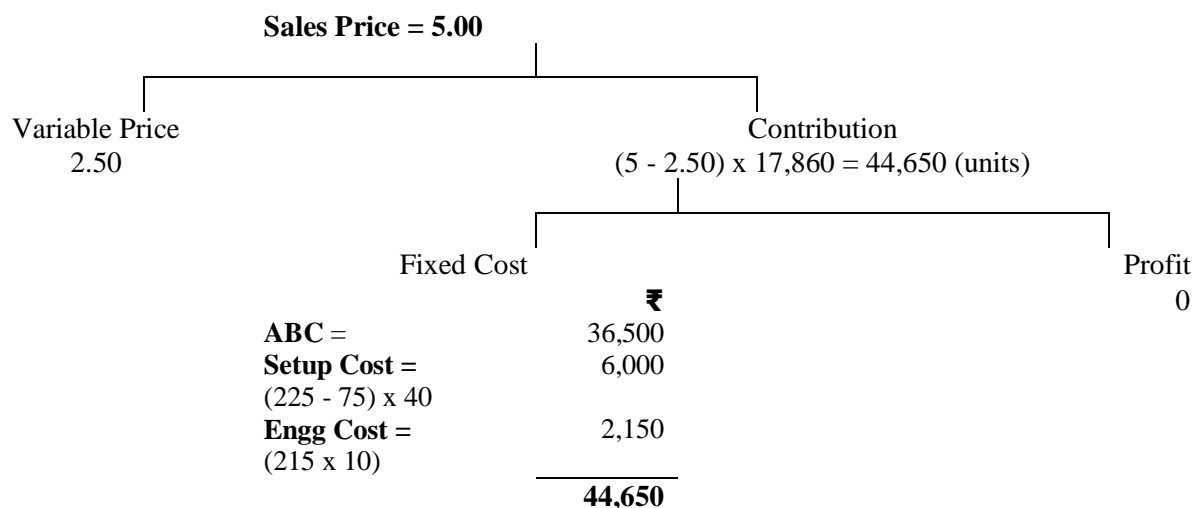 Sales Price = 5.00
Variable Price
2.50
Contribution
(5 - 2.50) x 17,860 = 44,650 (units)
Fixed Cost
Profit
₹
0
ABC = 36,500
Setup Cost = 6,000
(225 - 75) x 40
Engg Cost = 2,150
(215 x 10)
44,650